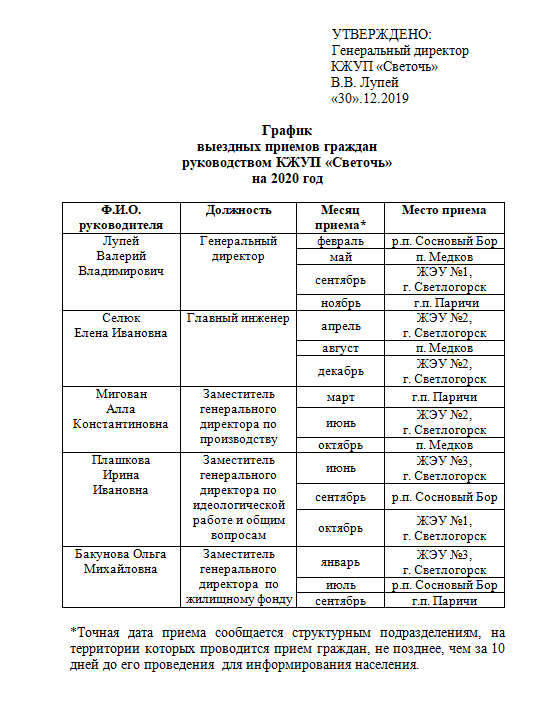 УТВЕРЖДЕНО:
Генеральный директор
КЖУП «Светочь»
В.В. Лупей
«30».12.2019
График
выездных приемов граждан
руководством КЖУП «Светочь»
на 2020 год
Ф.И.О. руководителя Должность Месяц приема* Место приема
Лупей Валерий Владимирович Генеральный директор февраль р.п. Сосновый Бор
май п. Медков
сентябрь ЖЭУ №1, г. Светлогорск
ноябрь г.п. Паричи
Селюк Елена Ивановна Главный инженер апрель ЖЭУ №2, г. Светлогорск
август п. Медков
декабрь ЖЭУ №2, г. Светлогорск
Мигован Алла Константиновна Заместитель генерального директора по производству март г.п. Паричи
июнь ЖЭУ №2, г. Светлогорск
октябрь п. Медков
Плашкова Ирина Ивановна Заместитель генерального директора по идеологической работе и общим вопросам июнь ЖЭУ №3, г. Светлогорск
сентябрь р.п. Сосновый Бор
октябрь ЖЭУ №1, г. Светлогорск
Бакунова Ольга Михайловна Заместитель генерального директора по жилищному фонду январь ЖЭУ №3, г. Светлогорск
июль р.п. Сосновый Бор
сентябрь г.п. Паричи
*Точная дата приема сообщается структурным подразделениям, на
территории которых проводится прием граждан, не позднее, чем за 10
дней до его проведения для информирования населения.